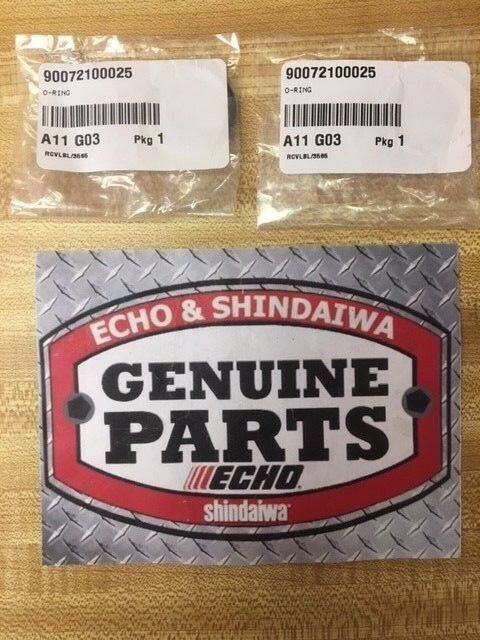 90072100025
O-RING
A11 G03 Pkg 1
RCVLBL/3565
90072100025
O-RING
A11 G03 Pkg 1
RCVLBL/3565
ECHO & SHINDAIWA
GENUINE
PARTS
ECHO
shindaiwa